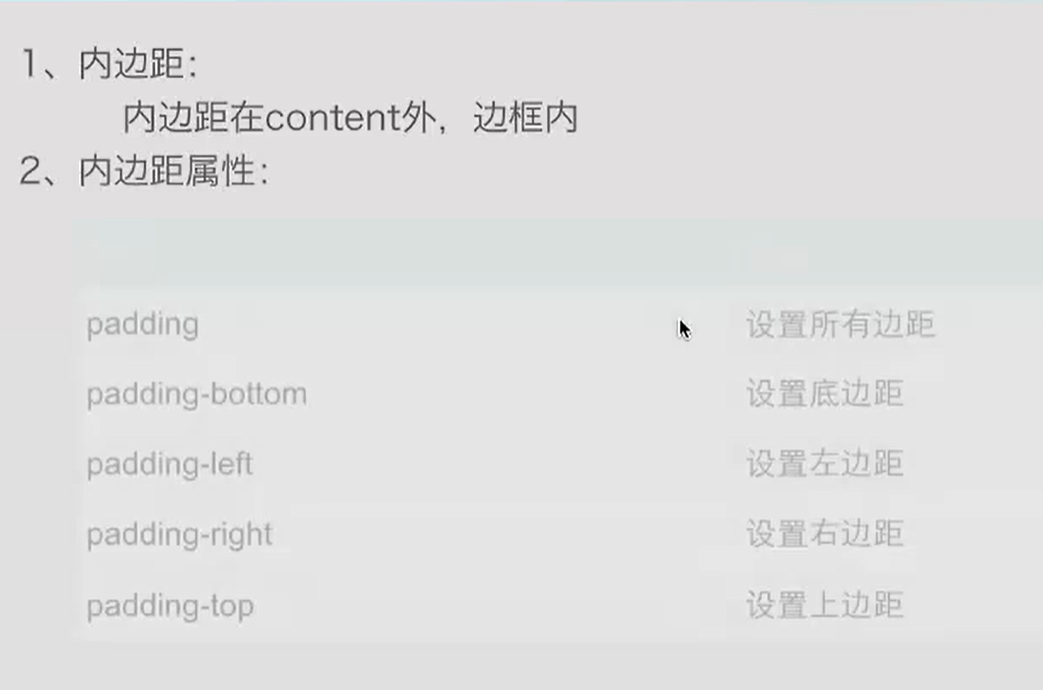 1、内边距：
内边距在content外，边框内
2、内边距属性：
padding 设置所有边距
padding-bottom 设置底边距
padding-left 设置左边距
padding-right 设置右边距
padding-top 设置上边距